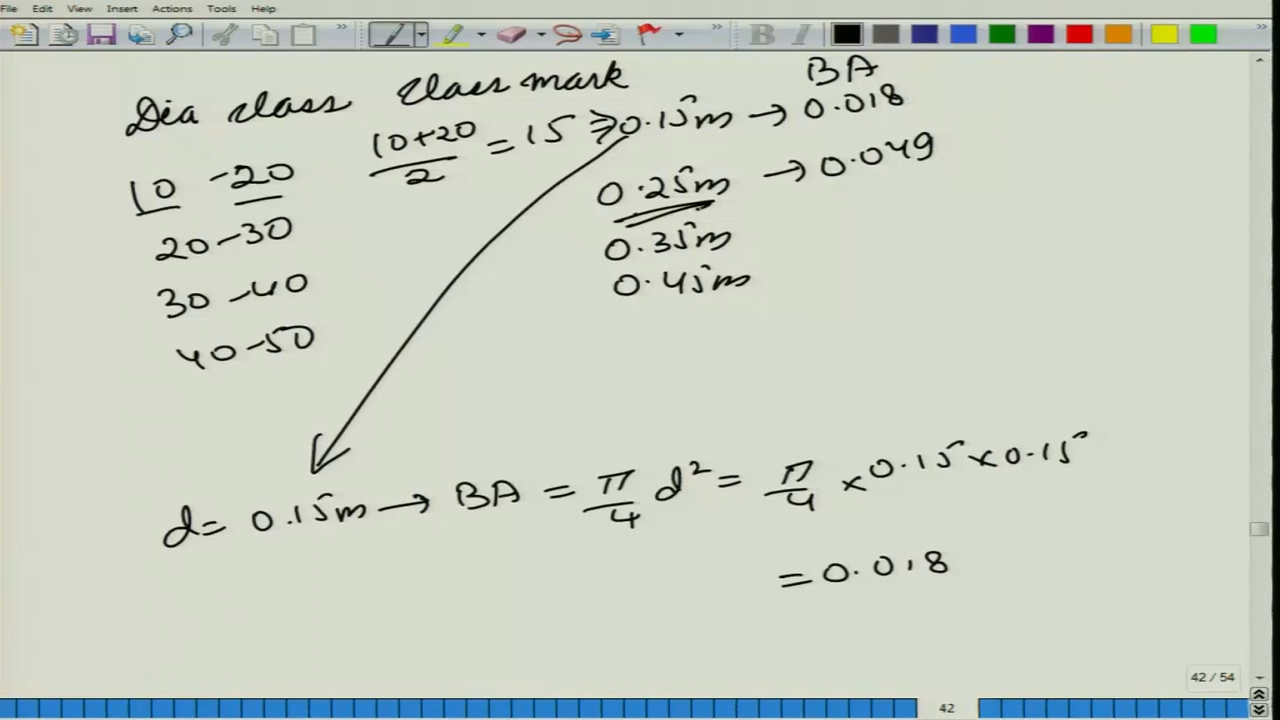 File Edit View Insert Actions Tools Help
Dia class class mark BA
10 - 20 10+20/2 = 15 ⇒ 0.15m → 0.018
20 - 30 0.25m → 0.049
30 - 40 0.35m
40 - 50 0.45m
d = 0.15m → BA = π/4 d² = π/4 × 0.15 × 0.15
= 0.018
42 / 54
42